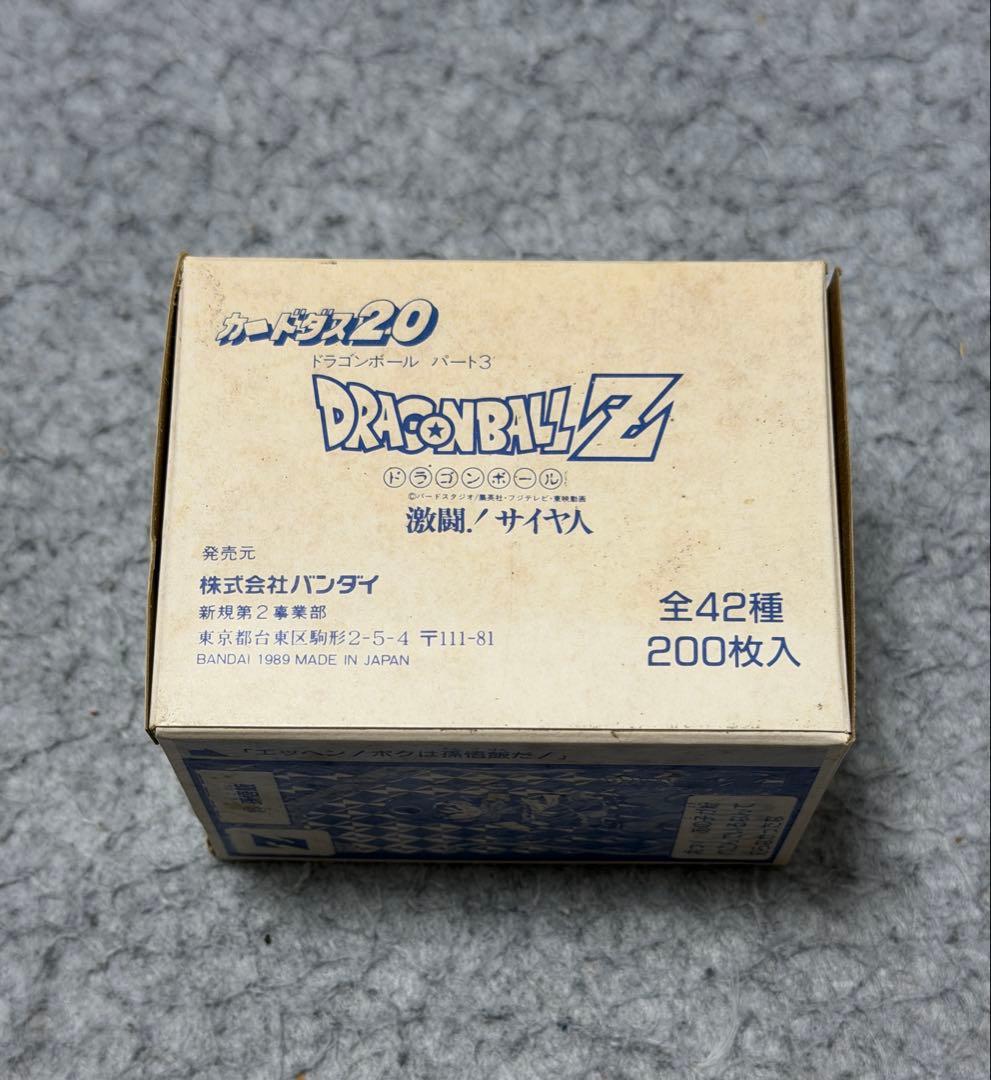 カードダス20
ドラゴンボール パート3
DRAGONBALL Z
ドラゴンボール
©バードスタジオ/集英社・フジテレビ・東映動画
激闘!サイヤ人
発売元
株式会社バンダイ
新規第2事業部
東京都台東区駒形2-5-4 〒111-81
BANDAI 1989 MADE IN JAPAN
全42種
200枚入
「エッヘン!ボクは孫悟飯だ!」
Z